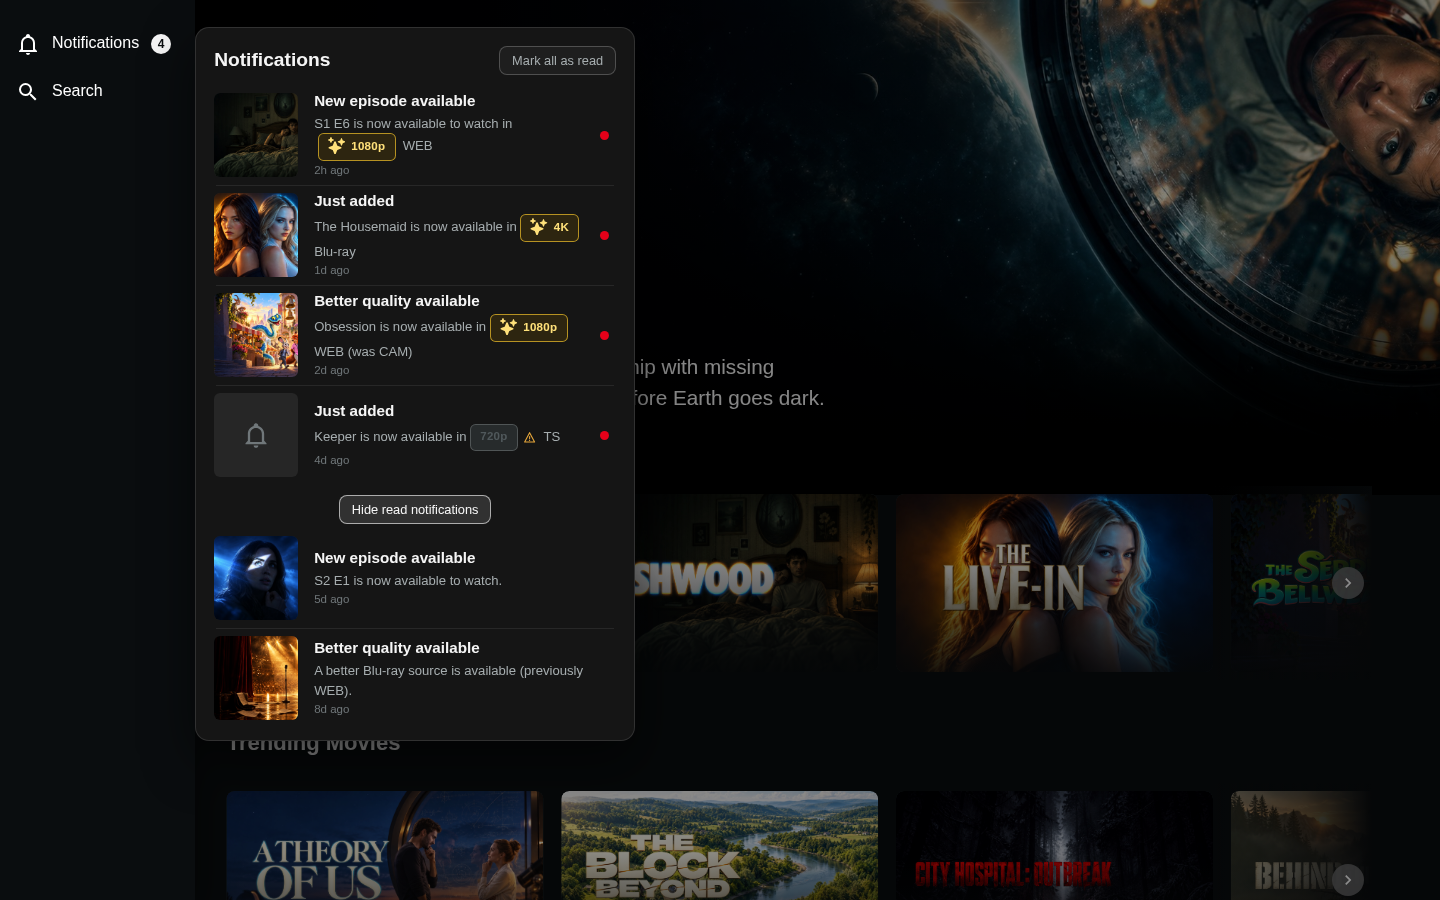 Notifications 4
Search
Notifications
Mark all as read
New episode available
S1 E6 is now available to watch in
1080p WEB
2h ago
Just added
The Housemaid is now available in 4K
Blu-ray
1d ago
Better quality available
Obsession is now available in 1080p
WEB (was CAM)
2d ago
Just added
Keeper is now available in 720p TS
4d ago
Hide read notifications
New episode available
S2 E1 is now available to watch.
5d ago
Better quality available
A better Blu-ray source is available (previously
WEB).
8d ago
with missing
Earth goes dark.
SHWOOD
THE
LIVE-IN
THE
Trending Movies
A THEORY
OF US
THE
BLOCK
BEYOND
CITY HOSPITAL: OUTBREAK